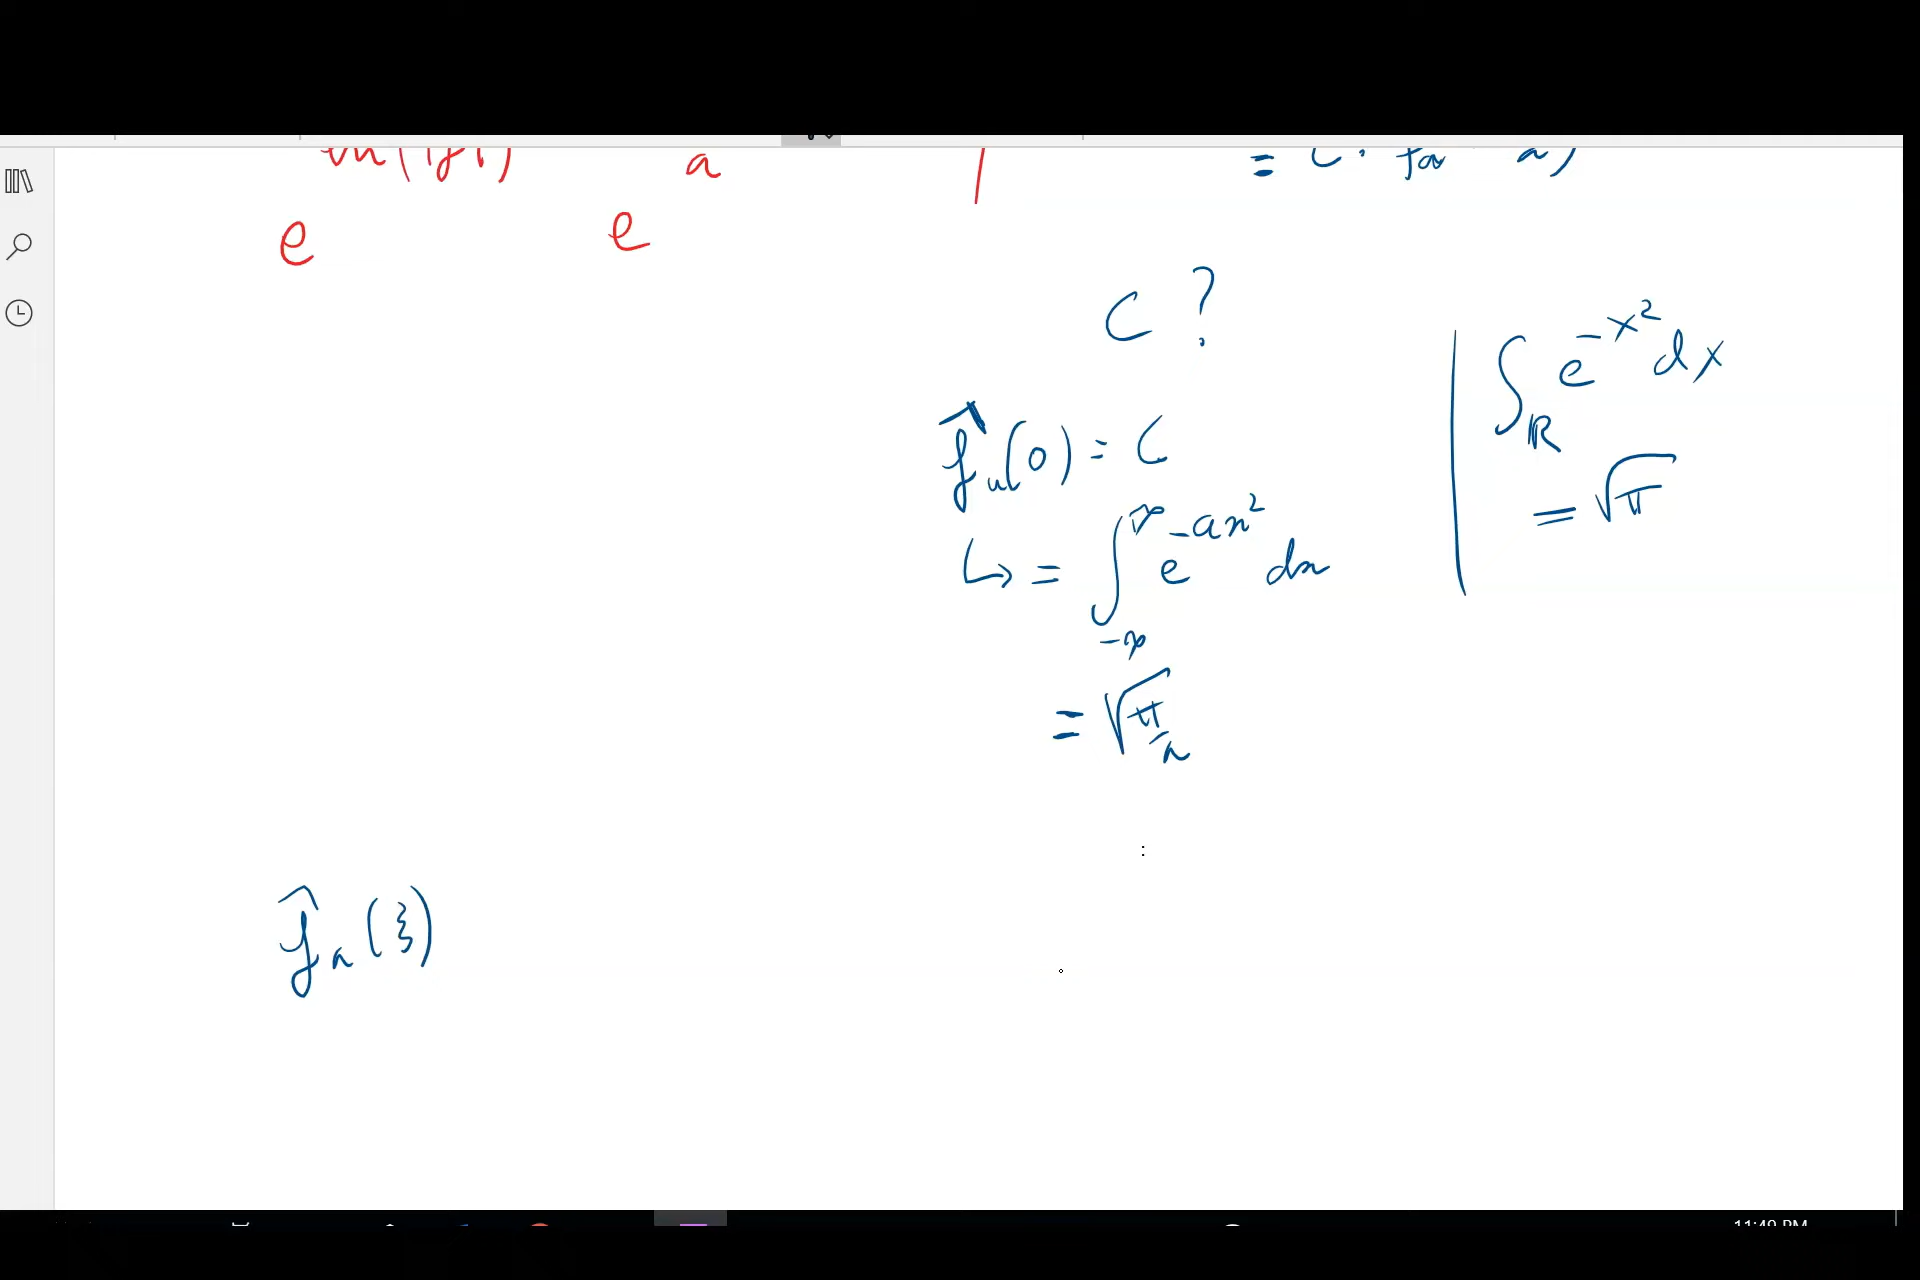 a
= C ·
e e
C ?
∫_ℝ e^{-x²} dx
= √π
f̂_a(0) = C
↳ = ∫_{-∞}^{∞} e^{-ax²} dx
= √(π/a)
f̂_a(ξ)